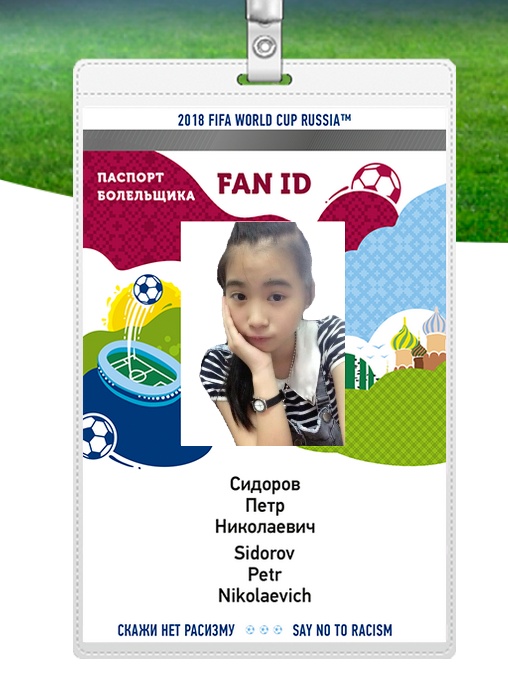 2018 FIFA WORLD CUP RUSSIA™
ПАСПОРТ
БОЛЕЛЬЩИКА
FAN ID
Сидоров
Петр
Николаевич
Sidorov
Petr
Nikolaevich
СКАЖИ НЕТ РАСИЗМУ SAY NO TO RACISM